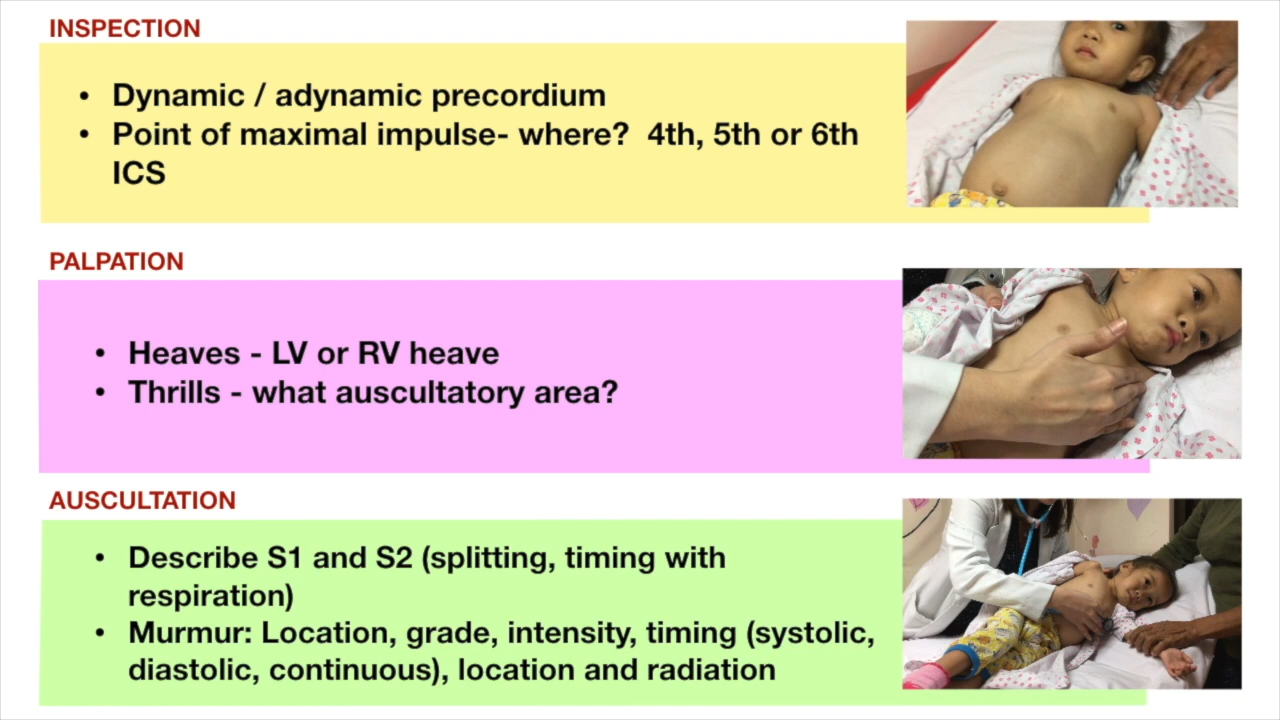 INSPECTION
• Dynamic / adynamic precordium
• Point of maximal impulse- where?  4th, 5th or 6th
ICS
PALPATION
• Heaves - LV or RV heave
• Thrills - what auscultatory area?
AUSCULTATION
• Describe S1 and S2 (splitting, timing with
respiration)
• Murmur: Location, grade, intensity, timing (systolic,
diastolic, continuous), location and radiation